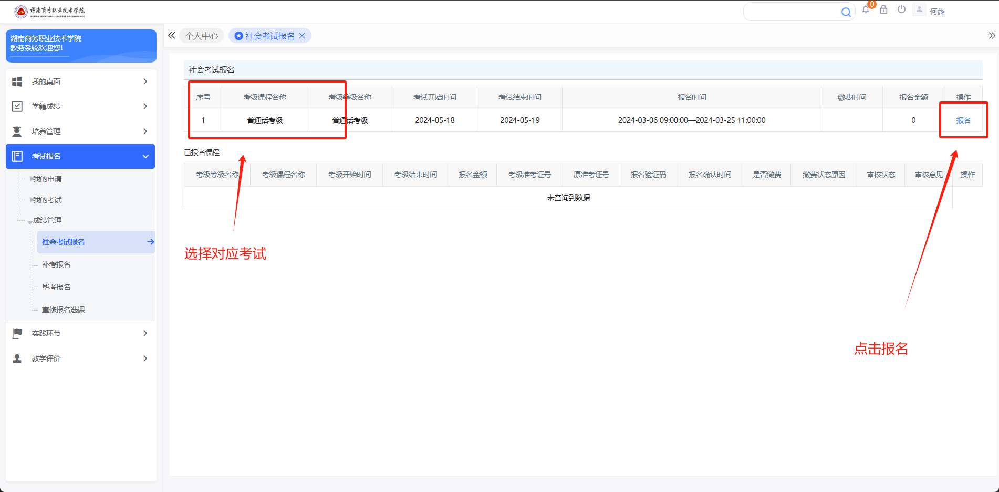 湖南商务职业技术学院
HUNAN VOCATIONAL COLLEGE OF COMMERCE
0
何薇
湖南商务职业技术学院
教务系统欢迎您!
个人中心
社会考试报名
我的桌面
学籍成绩
培养管理
考试报名
我的申请
我的考试
成绩管理
社会考试报名
补考报名
毕考报名
重修报名选课
实践环节
教学评价
社会考试报名
序号 考级课程名称 考级等级名称 考试开始时间 考试结束时间 报名时间 缴费时间 报名金额 操作
1 普通话考级 普通话考级 2024-05-18 2024-05-19 2024-03-06 09:00:00—2024-03-25 11:00:00 0 报名
已报名课程
考级等级名称 考级课程名称 考级开始时间 考级结束时间 报名金额 考级准考证号 原准考证号 报名验证码 报名确认时间 是否缴费 缴费状态原因 审核状态 审核意见 操作
未查询到数据
选择对应考试
点击报名